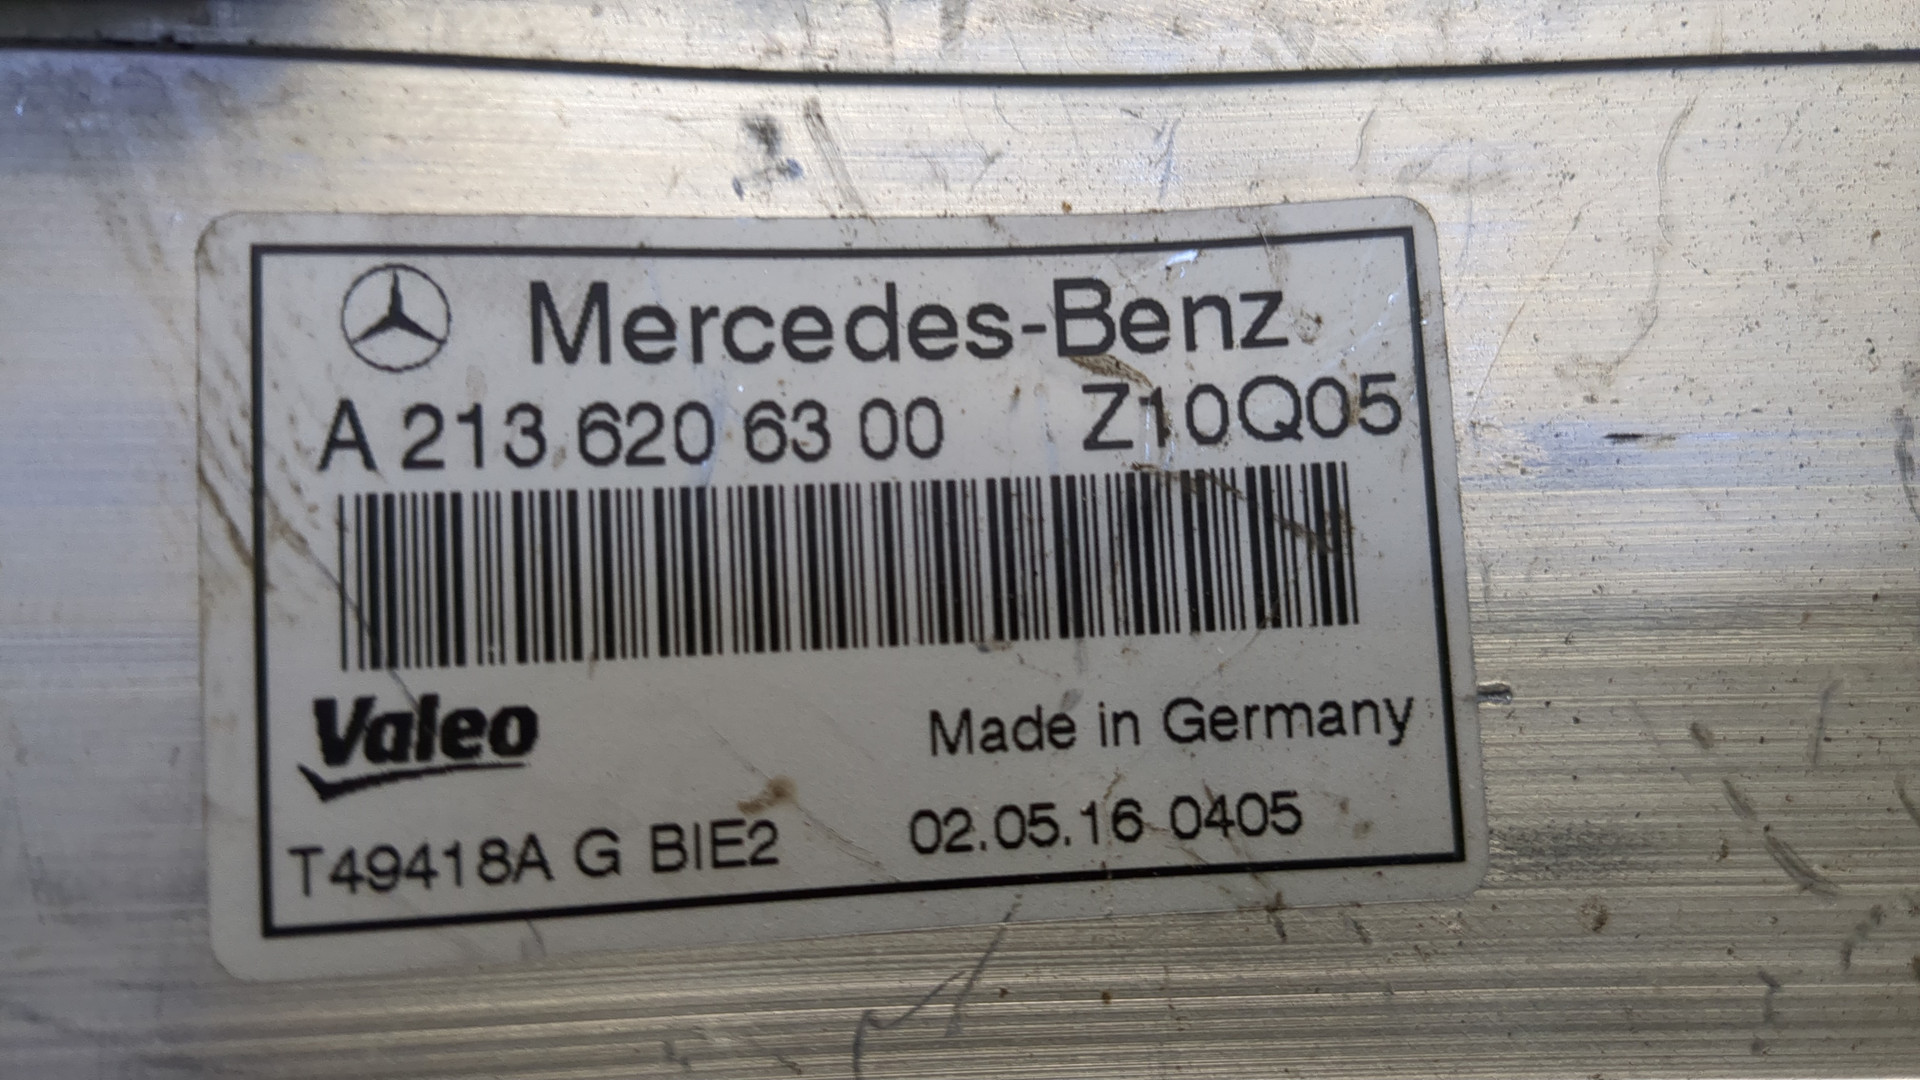 Mercedes-Benz
A 213 620 63 00 Z10Q05
Valeo
Made in Germany
T49418A G BIE2 02.05.16 0405